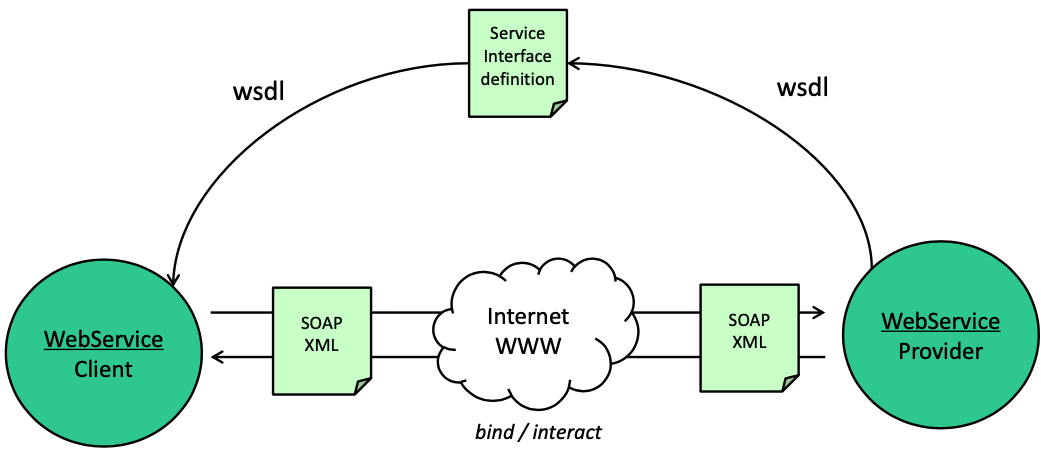 Service
Interface
definition
wsdl
wsdl
WebService
Client
SOAP
XML
Internet
WWW
SOAP
XML
WebService
Provider
bind / interact